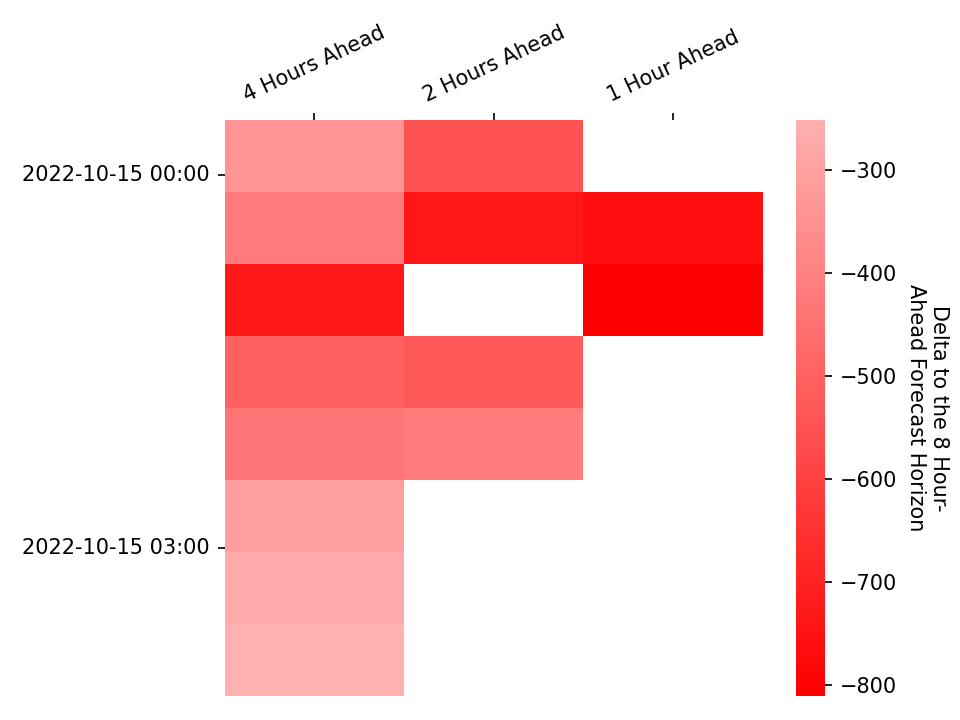 4 Hours Ahead
2 Hours Ahead
1 Hour Ahead
2022-10-15 00:00
2022-10-15 03:00
−300
−400
−500
−600
−700
−800
Delta to the 8 Hour-
Ahead Forecast Horizon